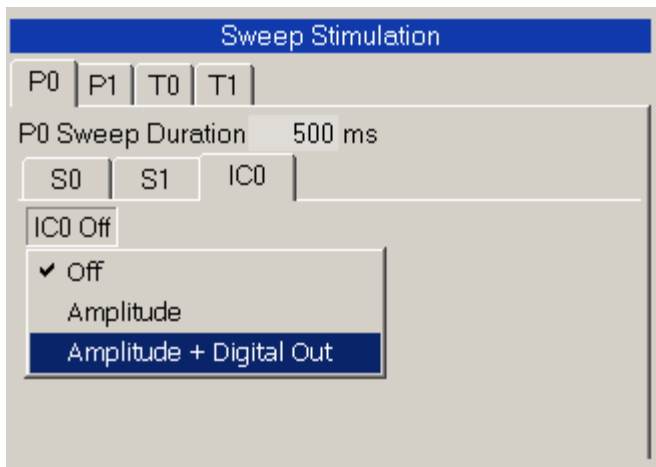 Sweep Stimulation
P0 P1 T0 T1
P0 Sweep Duration 500 ms
S0 S1 IC0
IC0 Off
Off
Amplitude
Amplitude + Digital Out